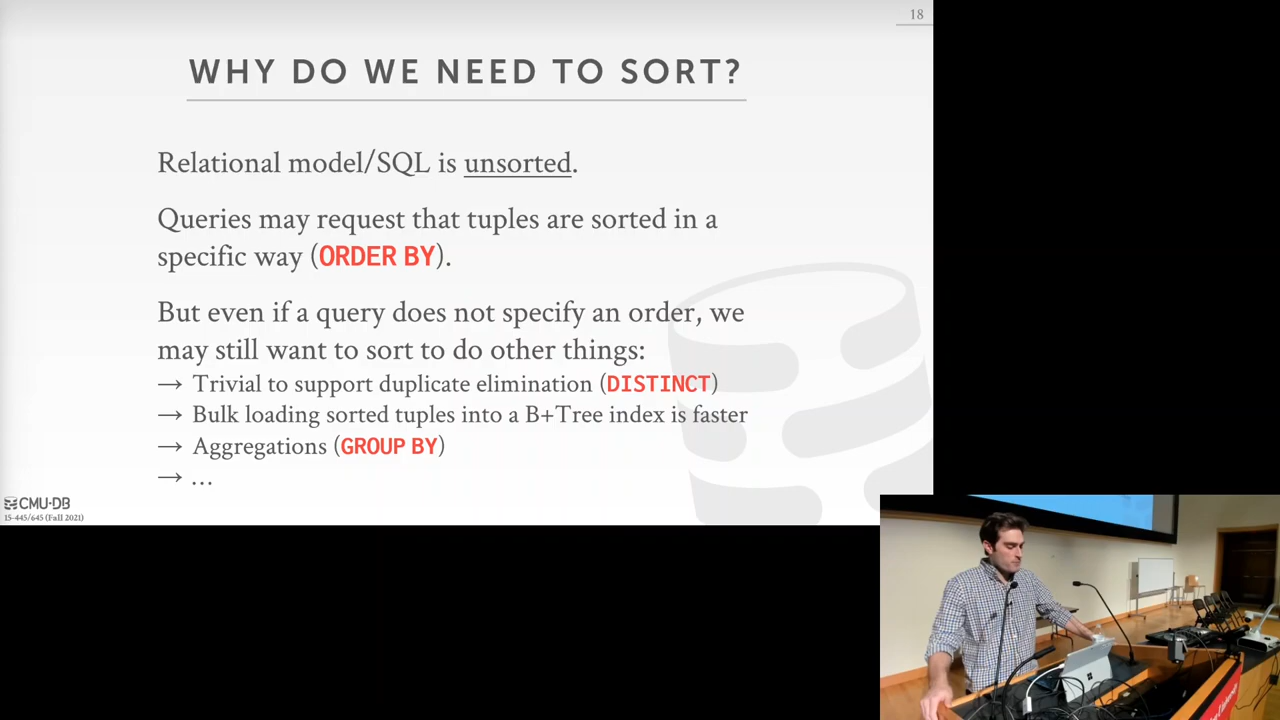 18
WHY DO WE NEED TO SORT?
Relational model/SQL is unsorted.
Queries may request that tuples are sorted in a
specific way (ORDER BY).
But even if a query does not specify an order, we
may still want to sort to do other things:
→ Trivial to support duplicate elimination (DISTINCT)
→ Bulk loading sorted tuples into a B+Tree index is faster
→ Aggregations (GROUP BY)
→ …
CMU·DB
15-445/645 (Fall 2021)